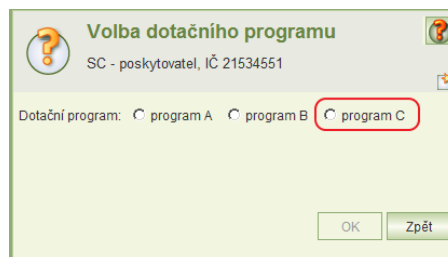 Volba dotačního programu
SC - poskytovatel, IČ 21534551
Dotační program: program A program B program C
OK Zpět